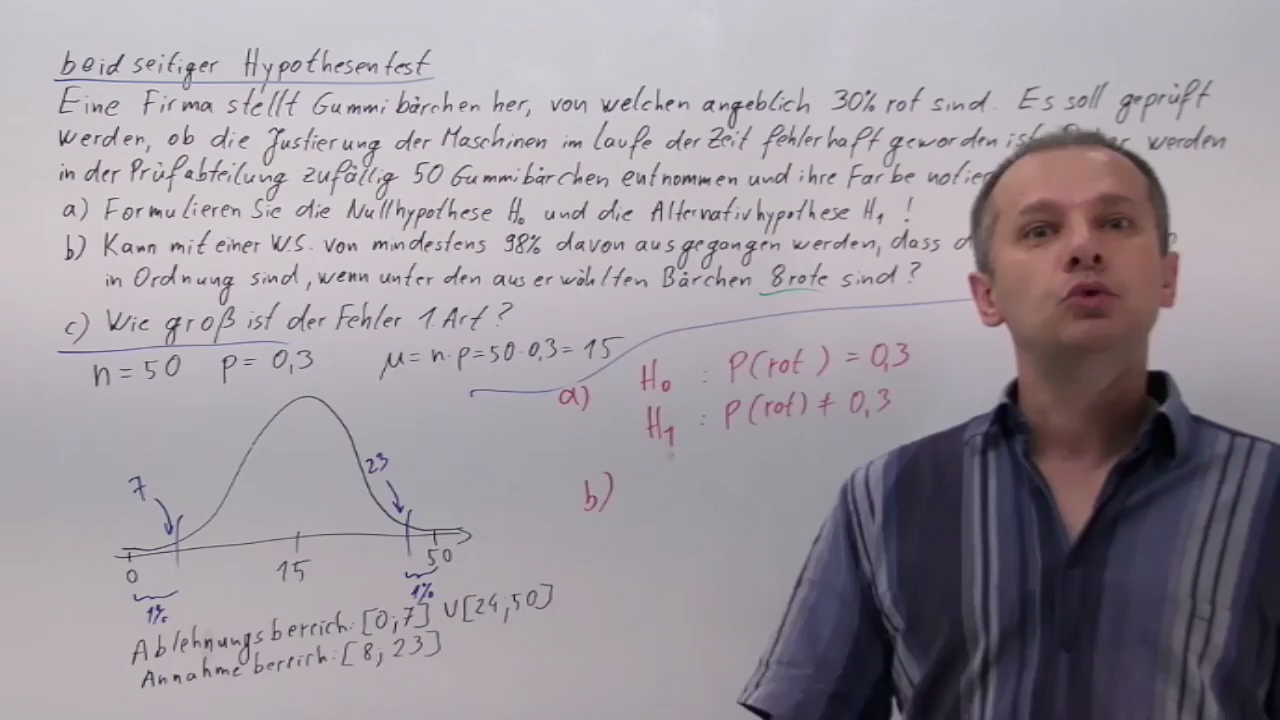 beidseitiger Hypothesentest
Eine Firma stellt Gummibärchen her, von welchen angeblich 30% rot sind. Es soll geprüft
werden, ob die Justierung der Maschinen im laufe der Zeit fehlerhaft geworden ist. werden
in der Prüfabteilung zufällig 50 Gummibärchen entnommen und ihre Farbe
a) Formulieren Sie die Nullhypothese H₀ und die Alternativhypothese H₁ !
b) Kann mit einer W.S. von mindestens 98% davon ausgegangen werden, dass
in Ordnung sind, wenn unter den auserwählten Bärchen 8 rote sind?
c) Wie groß ist der Fehler 1. Art?
n = 50 p = 0,3 μ = n·p = 50·0,3 = 15
a) H₀ : P(rot) = 0,3
H₁ : P(rot) ≠ 0,3
b)
7
23
0 15 50
1% 1%
Ablehnungsbereich: [0;7] ∪ [24;50]
Annahmebereich: [8; 23]